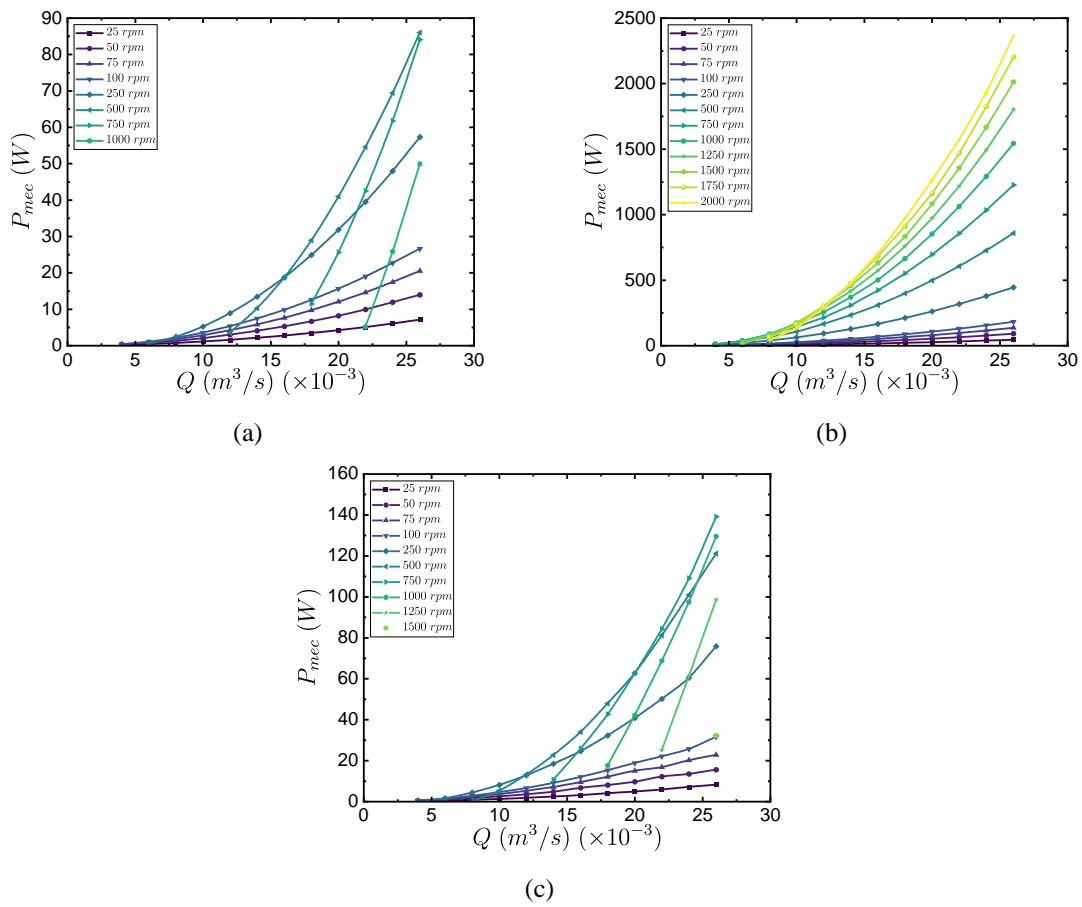 90
80
70
60
50
40
30
20
10
0
P_mec (W)
25 rpm
50 rpm
75 rpm
100 rpm
250 rpm
500 rpm
750 rpm
1000 rpm
0 5 10 15 20 25 30
Q (m³/s) (×10⁻³)
(a)
2500
2000
1500
1000
500
0
P_mec (W)
25 rpm
50 rpm
75 rpm
100 rpm
250 rpm
500 rpm
750 rpm
1000 rpm
1250 rpm
1500 rpm
1750 rpm
2000 rpm
0 5 10 15 20 25 30
Q (m³/s) (×10⁻³)
(b)
160
140
120
100
80
60
40
20
0
P_mec (W)
25 rpm
50 rpm
75 rpm
100 rpm
250 rpm
500 rpm
750 rpm
1000 rpm
1250 rpm
1500 rpm
0 5 10 15 20 25 30
Q (m³/s) (×10⁻³)
(c)